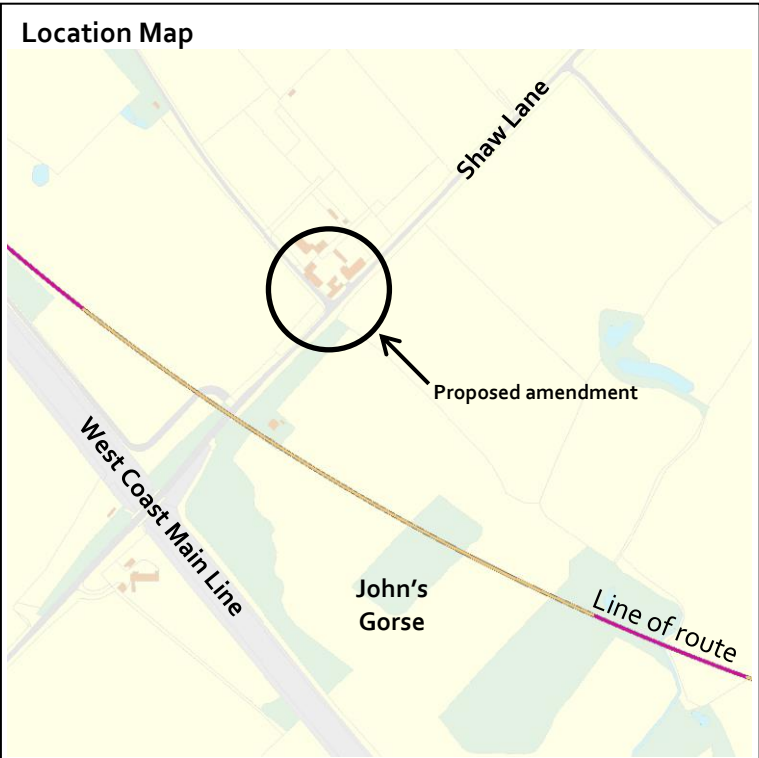 Location Map
Shaw Lane
Proposed amendment
West Coast Main Line
John's
Gorse
Line of route